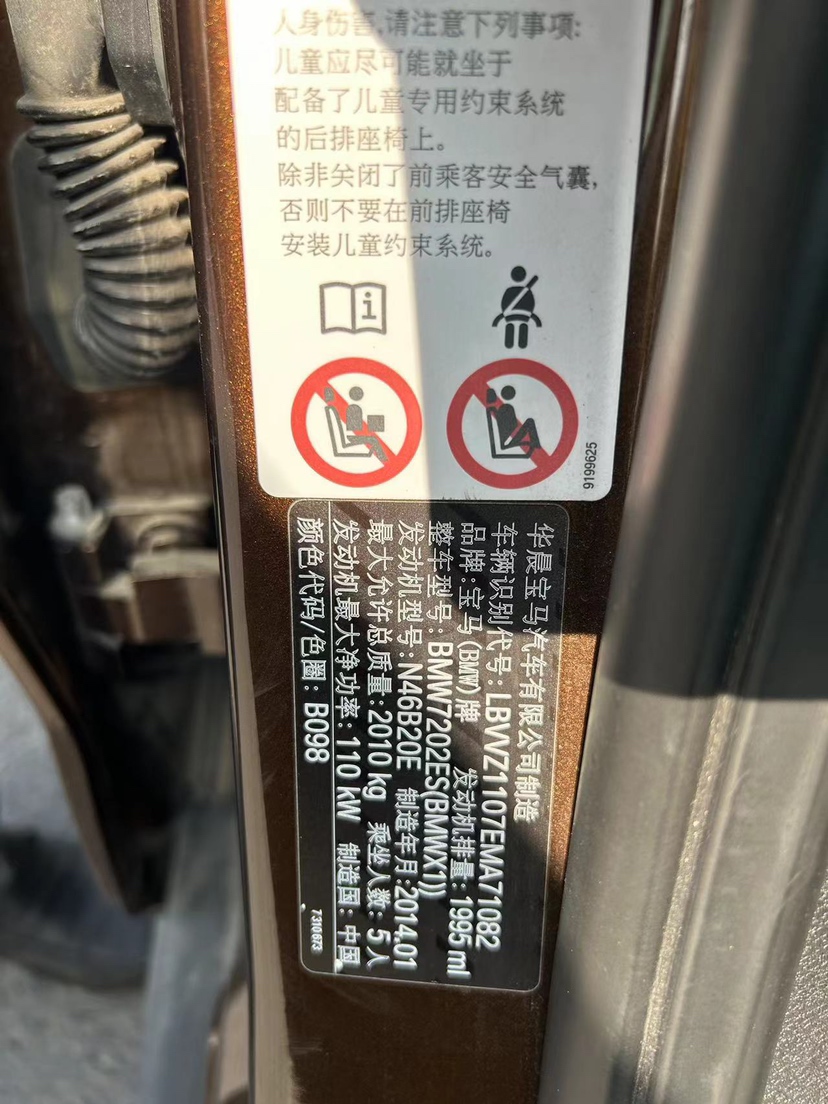 人身伤害,请注意下列事项:
儿童应尽可能就坐于
配备了儿童专用约束系统
的后排座椅上。
除非关闭了前乘客安全气囊,
否则不要在前排座椅
安装儿童约束系统。
9199625
华晨宝马汽车有限公司制造
车辆识别代号: LBVVZ1107EMA71082
品牌: 宝马(BMW)牌 发动机排量: 1995 ml
整车型号: BMW7202ES(BMWX1))
发动机型号: N46B20E 制造年月:2014.01
最大允许总质量: 2010 kg 乘坐人数: 5人
发动机最大净功率: 110 kW 制造国: 中国
颜色代码/色圈: B098
7310673